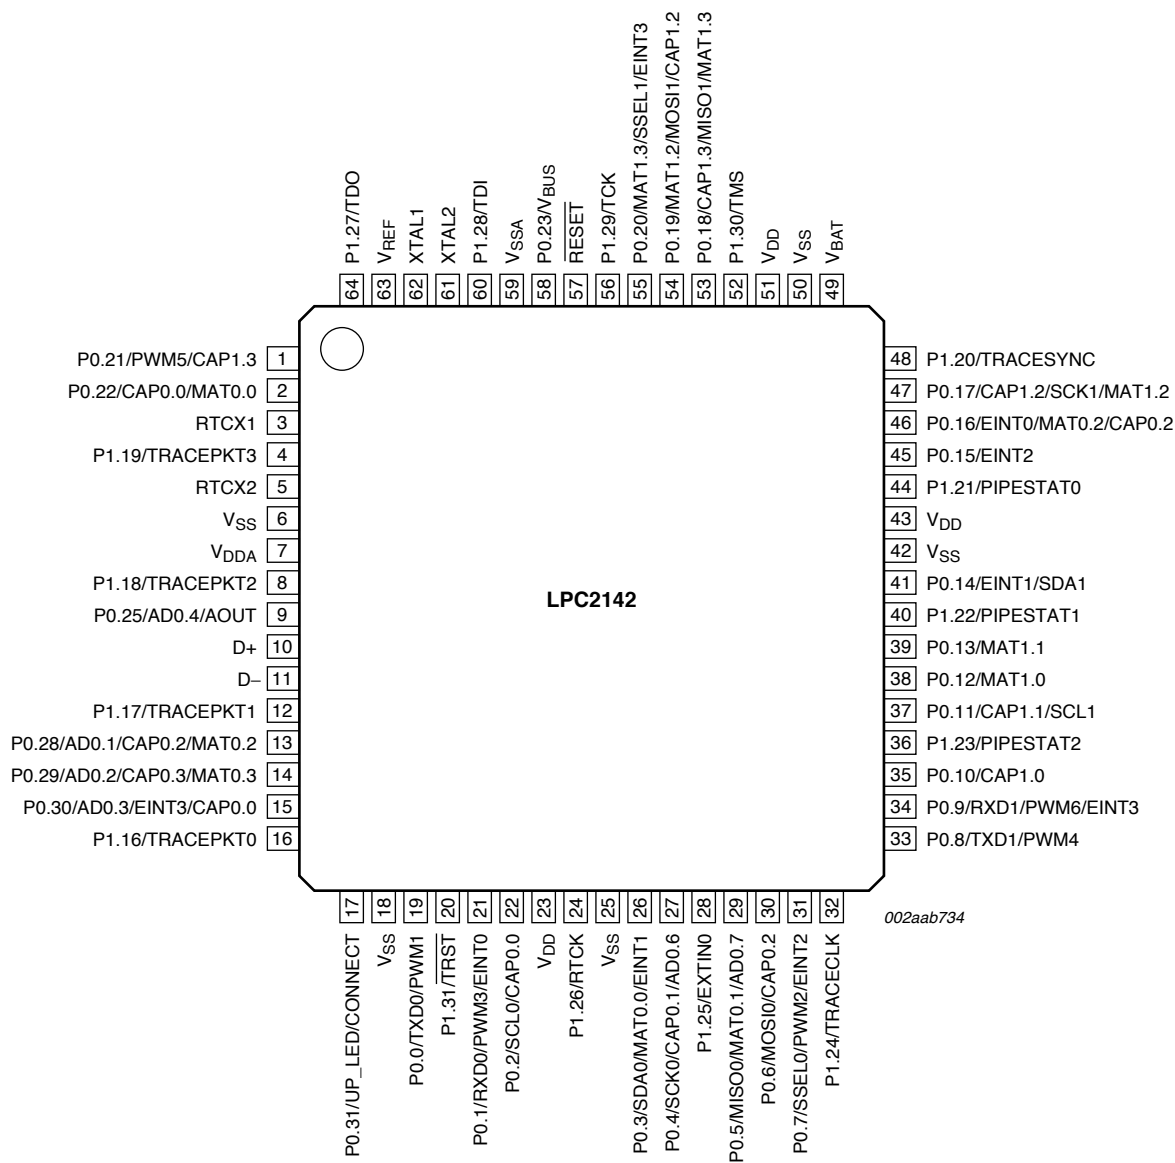 P1.27/TDO
VREF
XTAL1
XTAL2
P1.28/TDI
VSSA
P0.23/VBUS
RESET
P1.29/TCK
P0.20/MAT1.3/SSEL1/EINT3
P0.19/MAT1.2/MOSI1/CAP1.2
P0.18/CAP1.3/MISO1/MAT1.3
P1.30/TMS
VDD
VSS
VBAT
64
63
62
61
60
59
58
57
56
55
54
53
52
51
50
49
P0.21/PWM5/CAP1.3 1
P0.22/CAP0.0/MAT0.0 2
RTCX1 3
P1.19/TRACEPKT3 4
RTCX2 5
VSS 6
VDDA 7
P1.18/TRACEPKT2 8
P0.25/AD0.4/AOUT 9
D+ 10
D− 11
P1.17/TRACEPKT1 12
P0.28/AD0.1/CAP0.2/MAT0.2 13
P0.29/AD0.2/CAP0.3/MAT0.3 14
P0.30/AD0.3/EINT3/CAP0.0 15
P1.16/TRACEPKT0 16
LPC2142
48 P1.20/TRACESYNC
47 P0.17/CAP1.2/SCK1/MAT1.2
46 P0.16/EINT0/MAT0.2/CAP0.2
45 P0.15/EINT2
44 P1.21/PIPESTAT0
43 VDD
42 VSS
41 P0.14/EINT1/SDA1
40 P1.22/PIPESTAT1
39 P0.13/MAT1.1
38 P0.12/MAT1.0
37 P0.11/CAP1.1/SCL1
36 P1.23/PIPESTAT2
35 P0.10/CAP1.0
34 P0.9/RXD1/PWM6/EINT3
33 P0.8/TXD1/PWM4
17
18
19
20
21
22
23
24
25
26
27
28
29
30
31
32
P0.31/UP_LED/CONNECT
VSS
P0.0/TXD0/PWM1
P1.31/TRST
P0.1/RXD0/PWM3/EINT0
P0.2/SCL0/CAP0.0
VDD
P1.26/RTCK
VSS
P0.3/SDA0/MAT0.0/EINT1
P0.4/SCK0/CAP0.1/AD0.6
P1.25/EXTIN0
P0.5/MISO0/MAT0.1/AD0.7
P0.6/MOSI0/CAP0.2
P0.7/SSEL0/PWM2/EINT2
P1.24/TRACECLK
002aab734